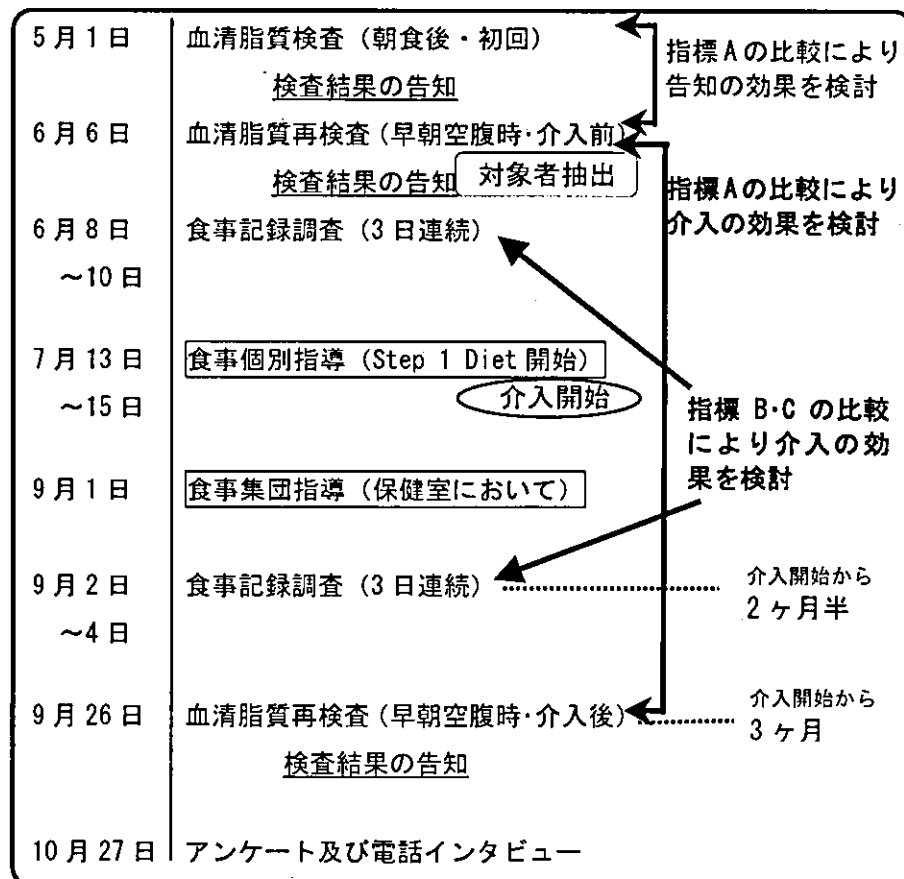 5月1日 血清脂質検査（朝食後・初回）
検査結果の告知
指標Aの比較により
告知の効果を検討
6月6日 血清脂質再検査（早朝空腹時・介入前）
検査結果の告知 対象者抽出
指標Aの比較により
介入の効果を検討
6月8日 食事記録調査（3日連続）
～10日
7月13日 食事個別指導（Step 1 Diet 開始）
～15日 介入開始
指標 B・C の比較
により介入の効
果を検討
9月1日 食事集団指導（保健室において）
9月2日 食事記録調査（3日連続）
～4日
介入開始から
2ヶ月半
9月26日 血清脂質再検査（早朝空腹時・介入後）
検査結果の告知
介入開始から
3ヶ月
10月27日 アンケート及び電話インタビュー